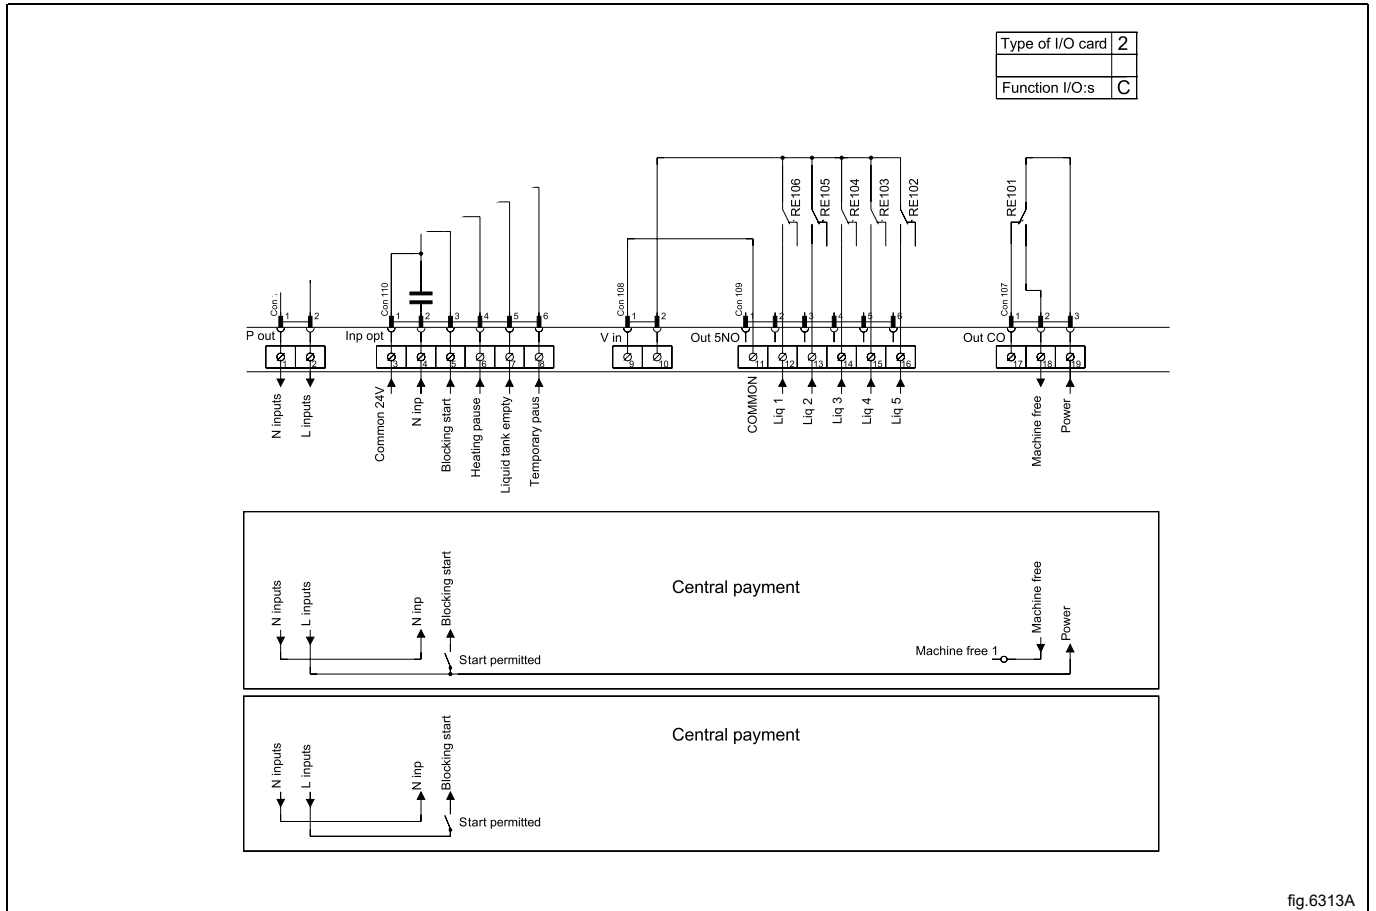 Type of I/O card 2
Function I/O:s C
RE106
RE105
RE104
RE103
RE102
RE101
Con
Con 110
Con 108
Con 109
Con 107
1 2
1 2 3 4 5 6
1 2
1 2 3 4 5 6
1 2 3
P out
Inp opt
V in
Out 5NO
Out CO
1 2
3 4 5 6 7 8
9 10
11 12 13 14 15 16
17 18 19
N inputs
L inputs
Common 24V
N inp
Blocking start
Heating pause
Liquid tank empty
Temporary paus
COMMON
Liq 1
Liq 2
Liq 3
Liq 4
Liq 5
Machine free
Power
Central payment
N inputs
L inputs
N inp
Blocking start
Start permitted
Machine free 1
Machine free
Power
Central payment
N inputs
L inputs
N inp
Blocking start
Start permitted
fig.6313A